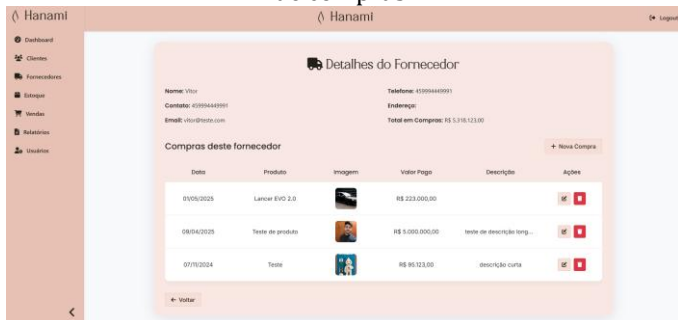 Hanami
Hanami
Logout
Dashboard
Clientes
Fornecedores
Estoque
Vendas
Relatórios
Usuários
Detalhes do Fornecedor
Nome: Vitor
Telefone: 459994449991
Contato: 459994449991
Endereço:
Email: vitor@teste.com
Total em Compras: R$ 5.318.123,00
Compras deste fornecedor
+ Nova Compra
Data Produto Imagem Valor Pago Descrição Ações
01/05/2025 Lancer EVO 2.0 R$ 223.000,00
09/04/2025 Teste de produto R$ 5.000.000,00 teste de descrição long...
07/11/2024 Teste R$ 95.123,00 descrição curta
← Voltar